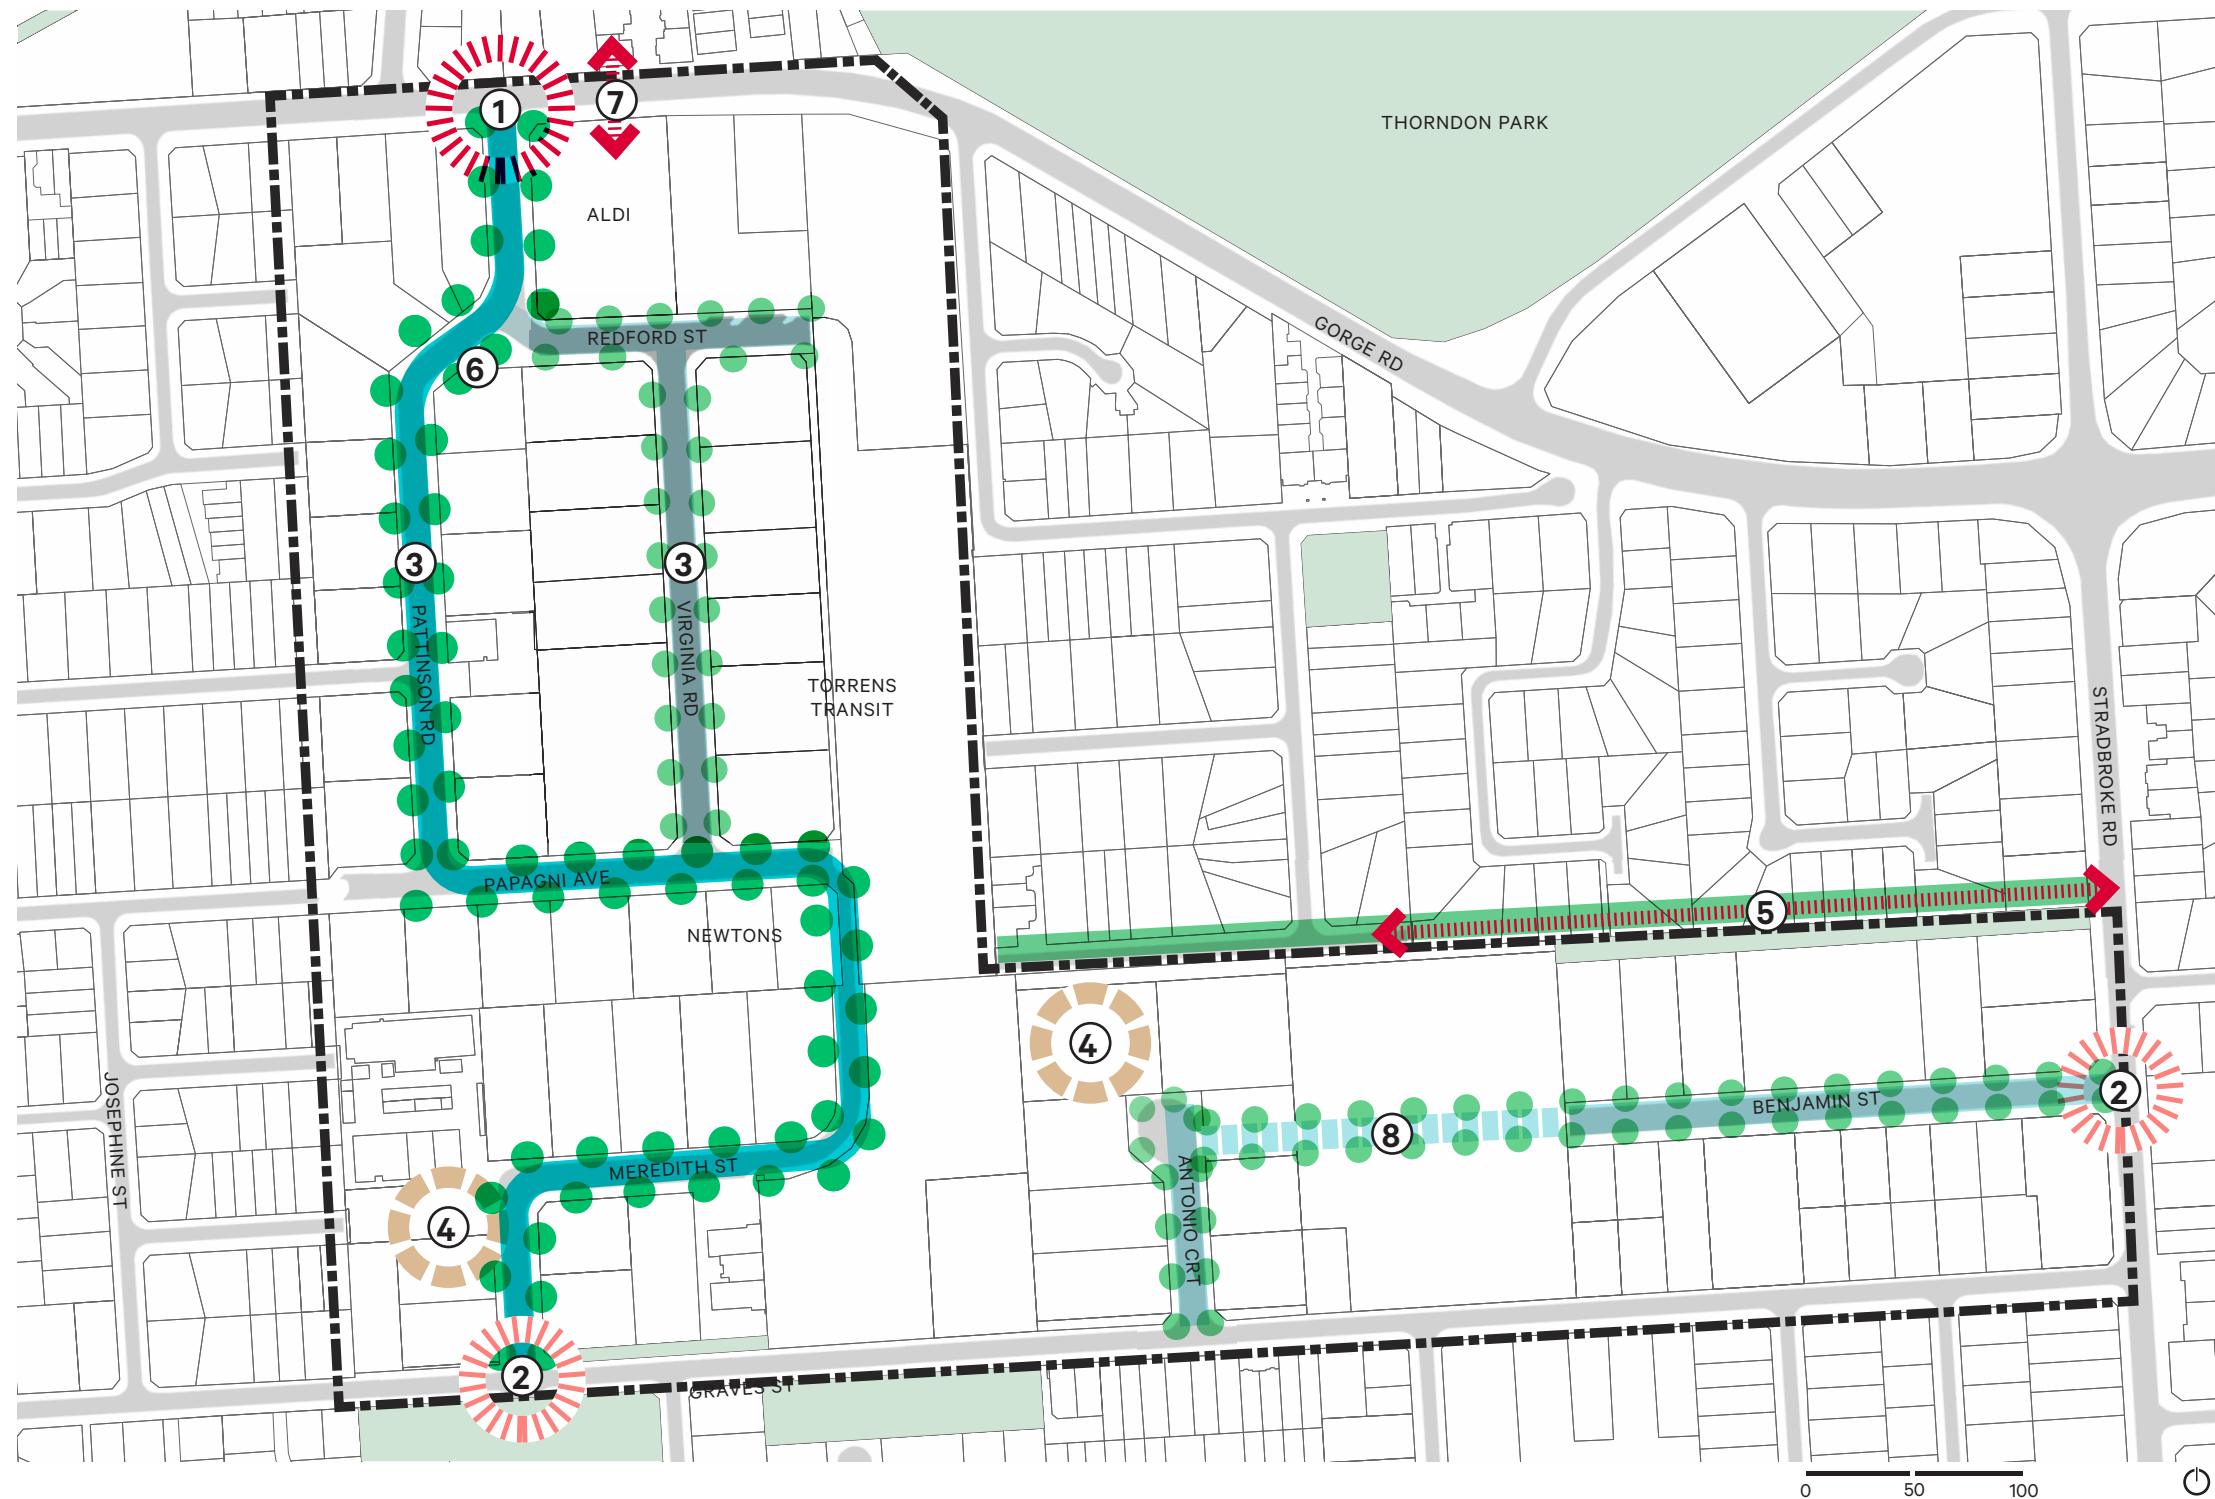 THORNDON PARK
1
7
ALDI
REDFORD ST
GORGE RD
6
3
3
PATTINSON RD
VIRGINIA RD
TORRENS
TRANSIT
STRADBROKE RD
PAPAGNI AVE
NEWTONS
5
4
JOSEPHINE ST
2
BENJAMIN ST
8
MEREDITH ST
ANTONIO CRT
4
2
GRAVES ST
0 50 100